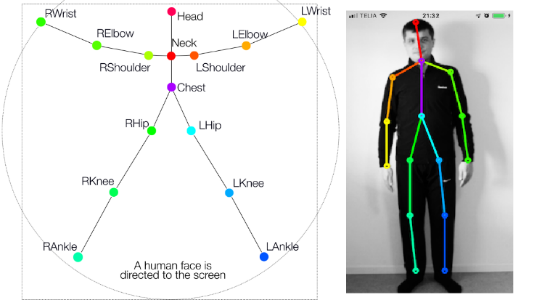 RWrist
Head
LWrist
RElbow
Neck
LElbow
RShoulder
LShoulder
Chest
RHip
LHip
RKnee
LKnee
RAnkle
LAnkle
A human face is
directed to the screen
TELIA
21:32